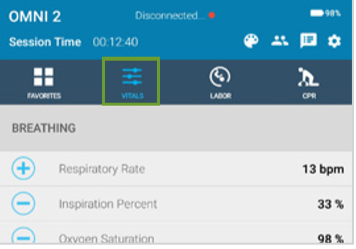 OMNI 2 Disconnected... 98%
Session Time 00:12:40
FAVORITES VITALS LABOR CPR
BREATHING
Respiratory Rate 13 bpm
Inspiration Percent 33 %
Oxygen Saturation 98 %